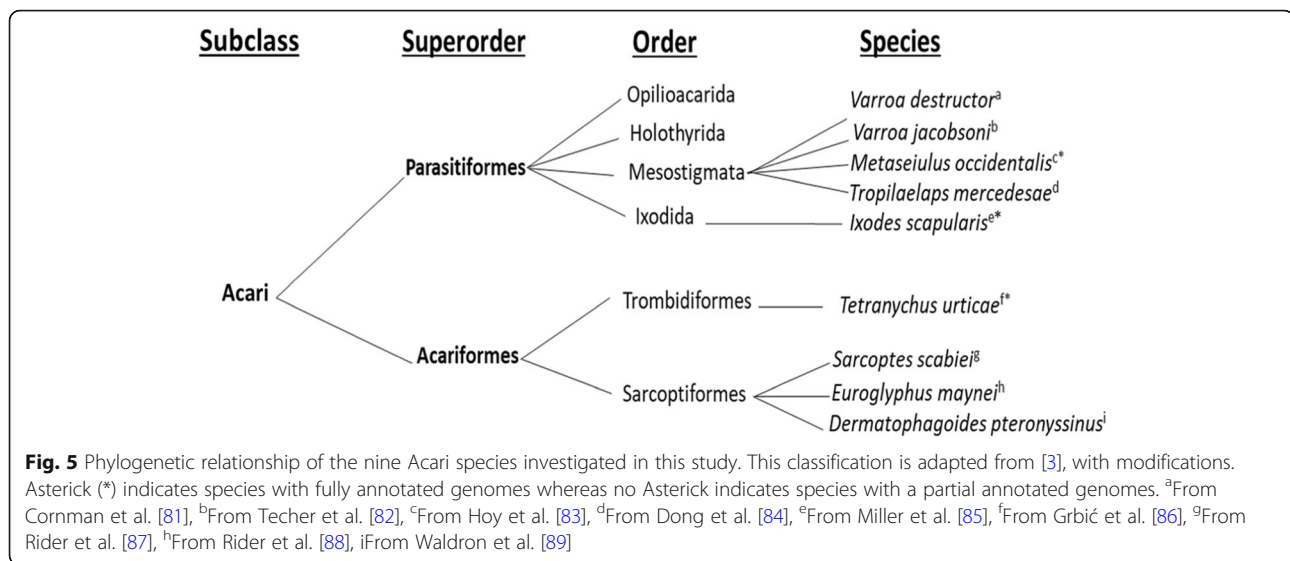 Subclass Superorder Order Species
Opilioacarida
Varroa destructorᵃ
Holothyrida
Varroa jacobsoniᵇ
Parasitiformes
Mesostigmata
Metaseiulus occidentalisᶜ*
Tropilaelaps mercedesaeᵈ
Ixodida
Ixodes scapularisᵉ*
Acari
Trombidiformes
Tetranychus urticaeᶠ*
Acariformes
Sarcoptes scabieiᵍ
Sarcoptiformes
Euroglyphus mayneiʰ
Dermatophagoides pteronyssinusⁱ
Fig. 5 Phylogenetic relationship of the nine Acari species investigated in this study. This classification is adapted from [3], with modifications.
Asterick (*) indicates species with fully annotated genomes whereas no Asterick indicates species with a partial annotated genomes. ᵃFrom
Cornman et al. [81], ᵇFrom Techer et al. [82], ᶜFrom Hoy et al. [83], ᵈFrom Dong et al. [84], ᵉFrom Miller et al. [85], ᶠFrom Grbić et al. [86], ᵍFrom
Rider et al. [87], ʰFrom Rider et al. [88], iFrom Waldron et al. [89]